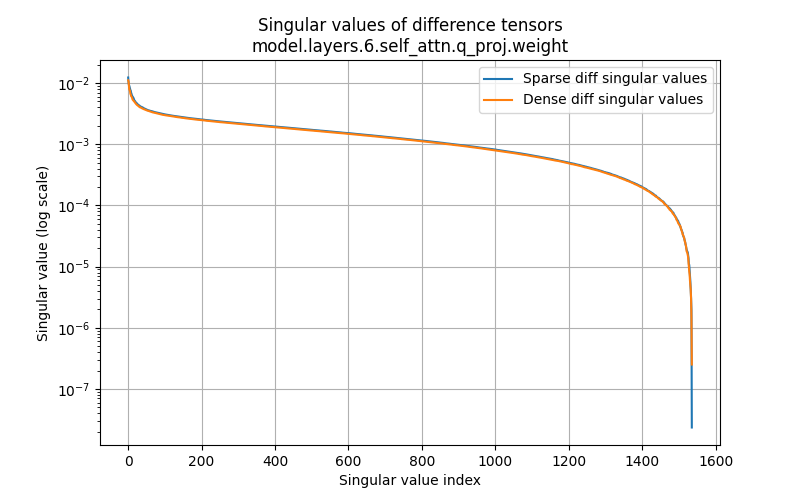 Singular values of difference tensors
model.layers.6.self_attn.q_proj.weight
Sparse diff singular values
Dense diff singular values
Singular value (log scale)
10⁻²
10⁻³
10⁻⁴
10⁻⁵
10⁻⁶
10⁻⁷
0 200 400 600 800 1000 1200 1400 1600
Singular value index